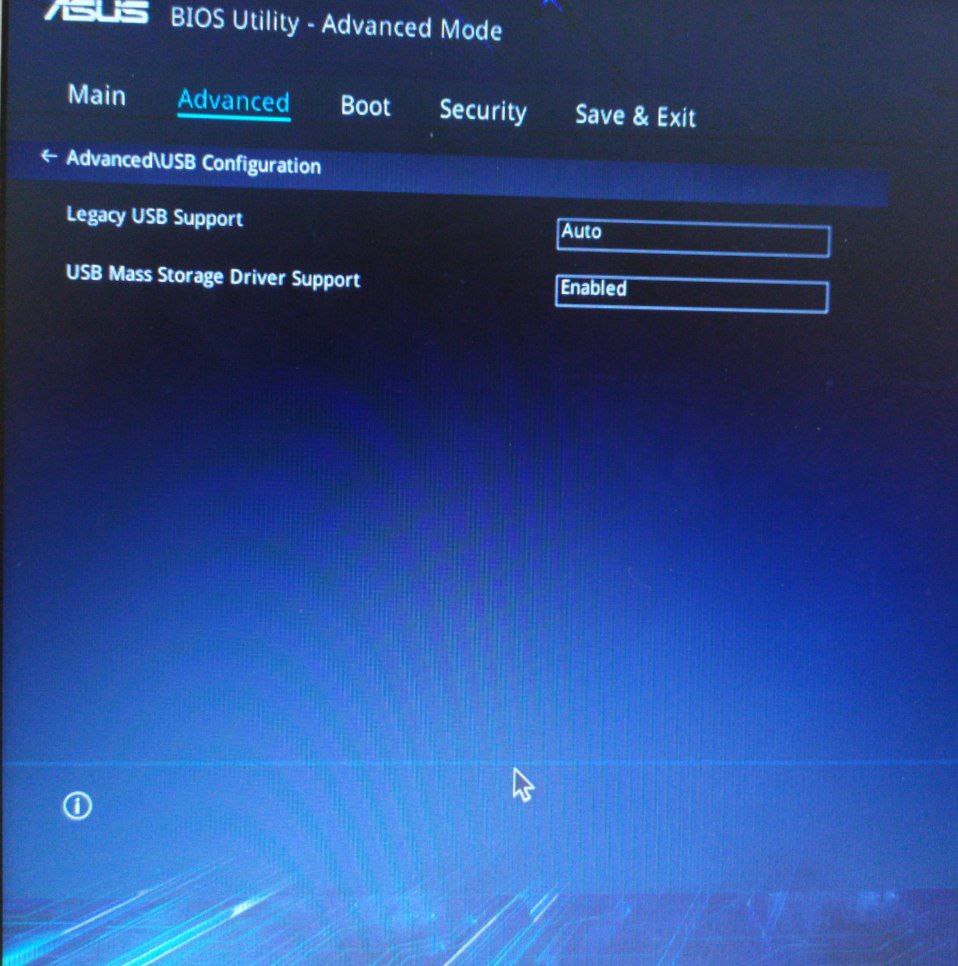 ASUS BIOS Utility - Advanced Mode
Main Advanced Boot Security Save & Exit
← Advanced\USB Configuration
Legacy USB Support Auto
USB Mass Storage Driver Support Enabled